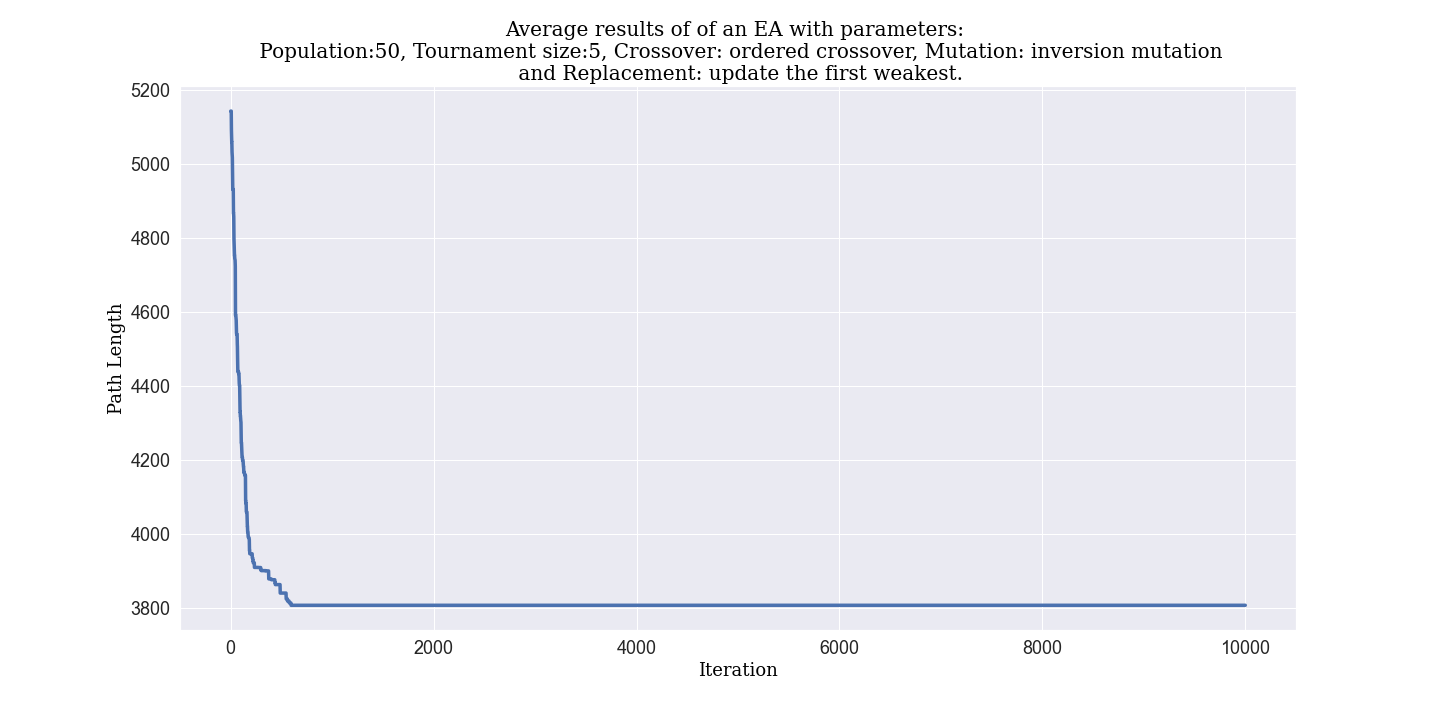 Average results of of an EA with parameters:
Population:50, Tournament size:5, Crossover: ordered crossover, Mutation: inversion mutation
and Replacement: update the first weakest.
5200
5000
4800
4600
4400
4200
4000
3800
Path Length
0 2000 4000 6000 8000 10000
Iteration